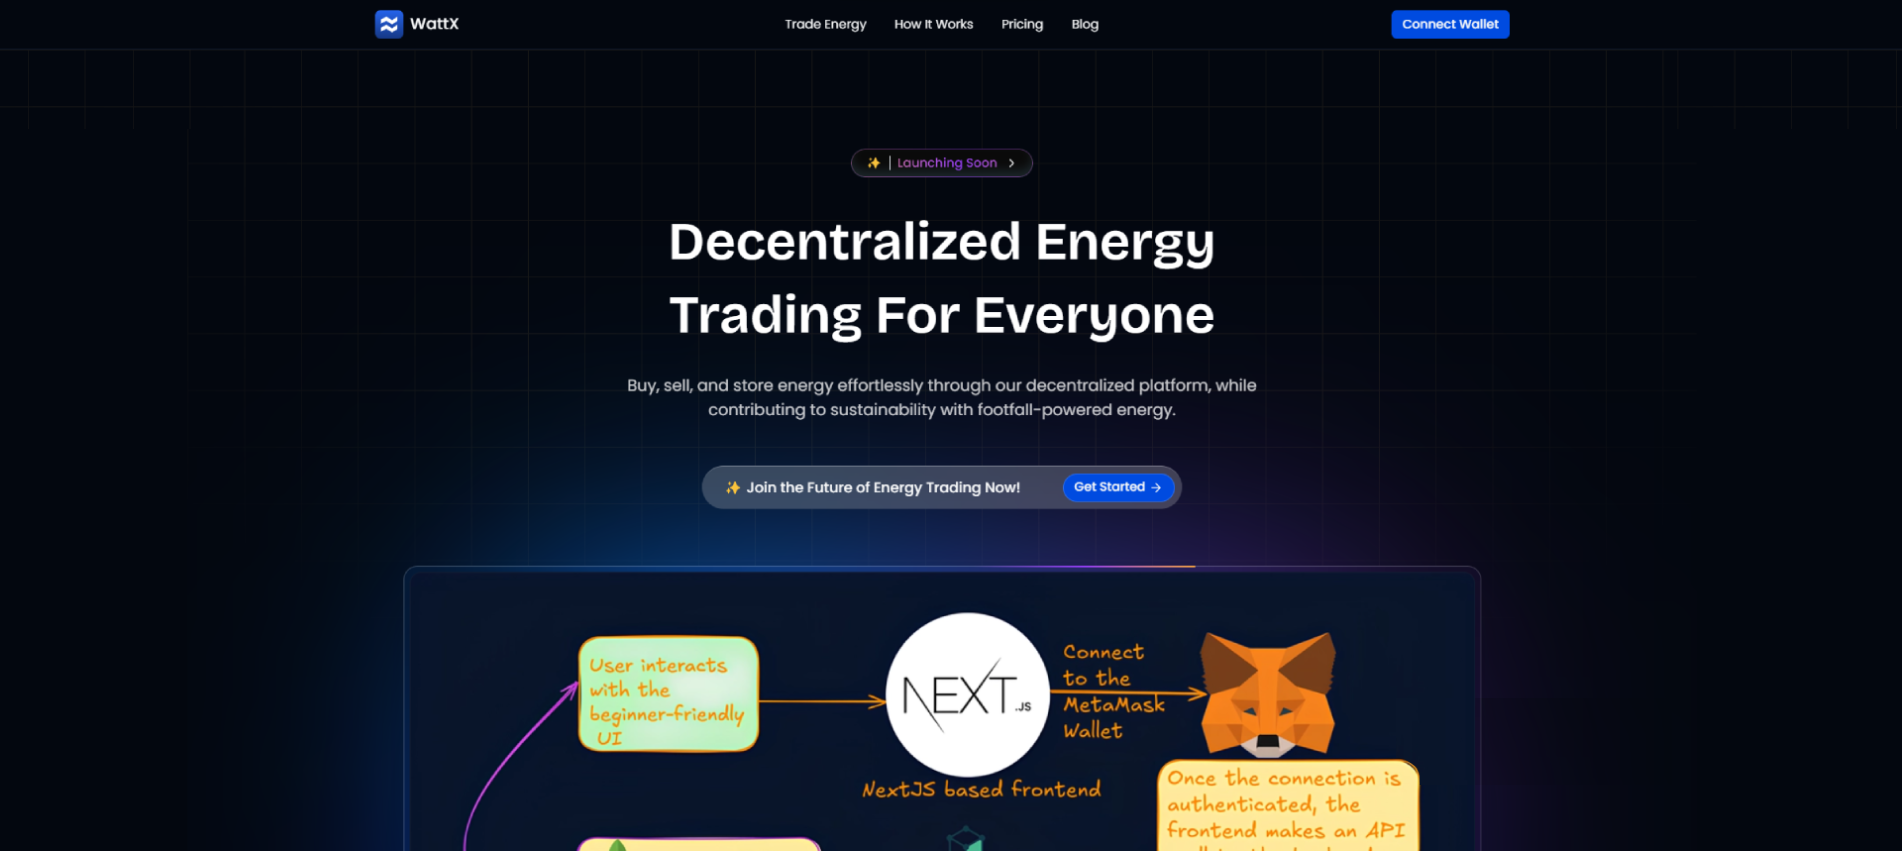 WattX
Trade Energy
How It Works
Pricing
Blog
Connect Wallet
Launching Soon
Decentralized Energy
Trading For Everyone
Buy, sell, and store energy effortlessly through our decentralized platform, while
contributing to sustainability with footfall-powered energy.
✨ Join the Future of Energy Trading Now!
Get Started →
User interacts
with the
beginner-friendly
UI
NEXT.JS
NextJS based frontend
Connect
to the
MetaMask
Wallet
Once the connection is
authenticated, the
frontend makes an API